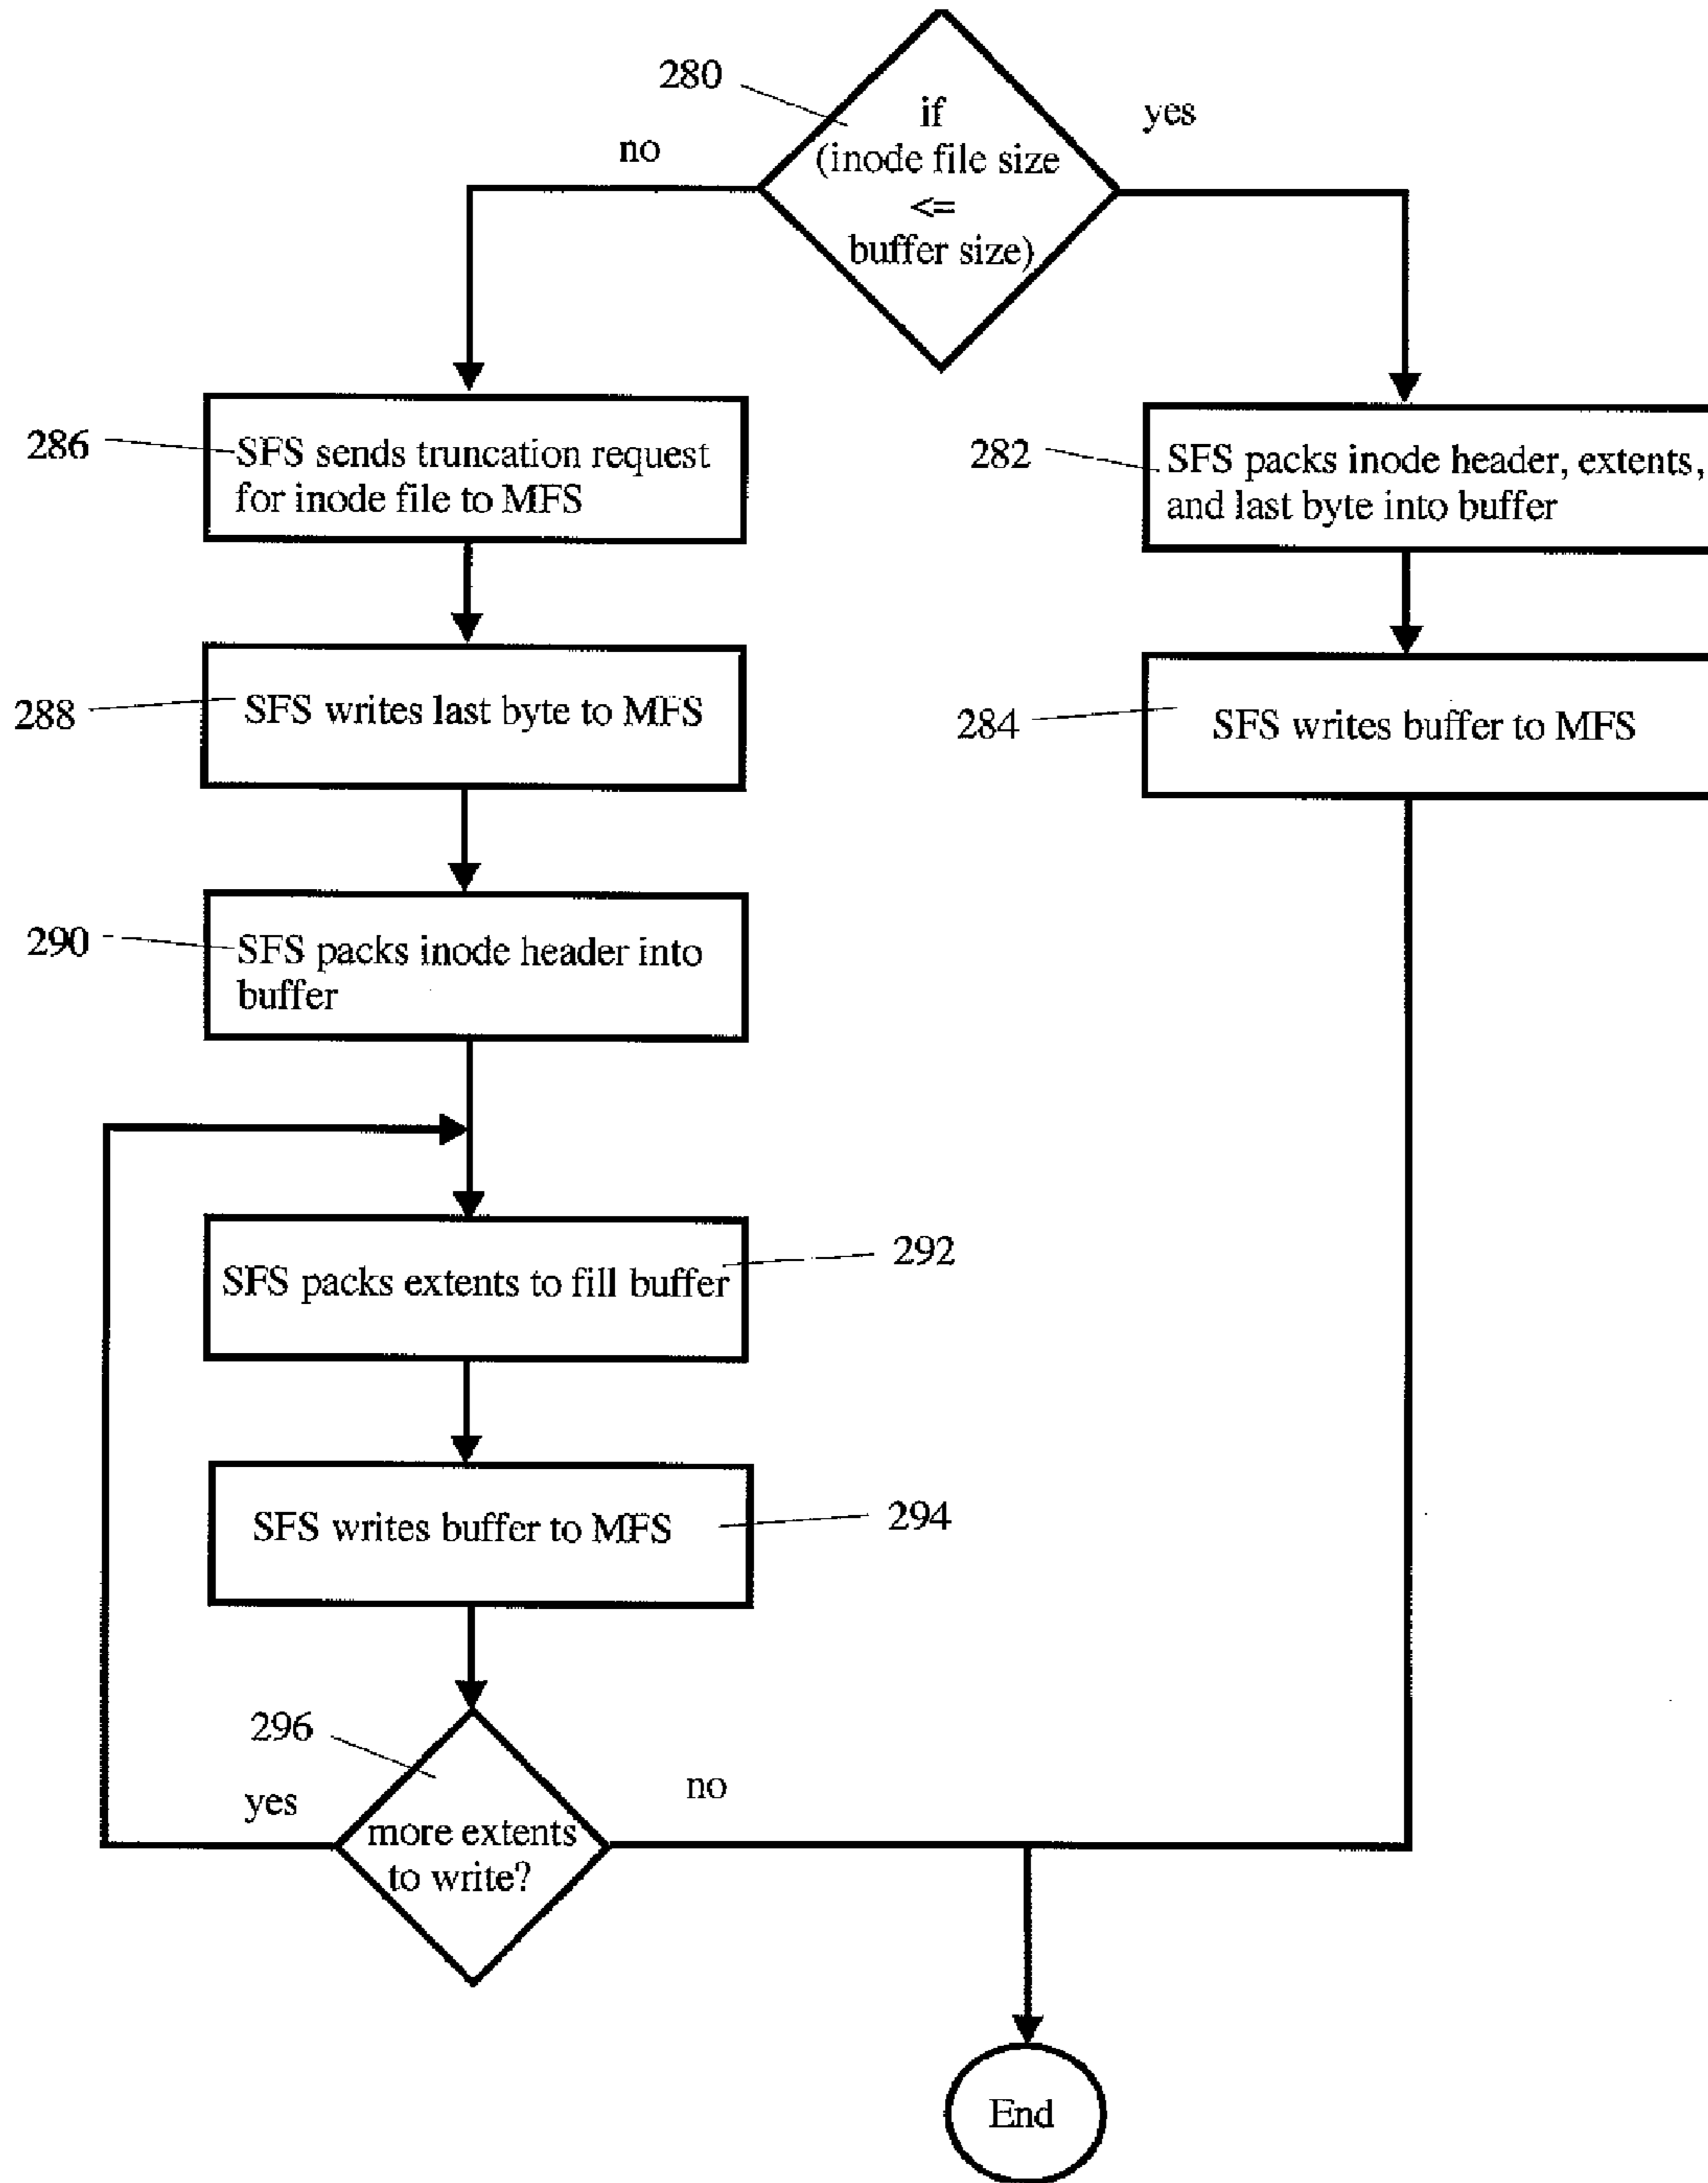 280
if
(inode file size
<=
buffer size)
no
yes
286
SFS sends truncation request
for inode file to MFS
282
SFS packs inode header, extents,
and last byte into buffer
288
SFS writes last byte to MFS
284
SFS writes buffer to MFS
290
SFS packs inode header into
buffer
292
SFS packs extents to fill buffer
SFS writes buffer to MFS
294
296
yes
no
more extents
to write?
End